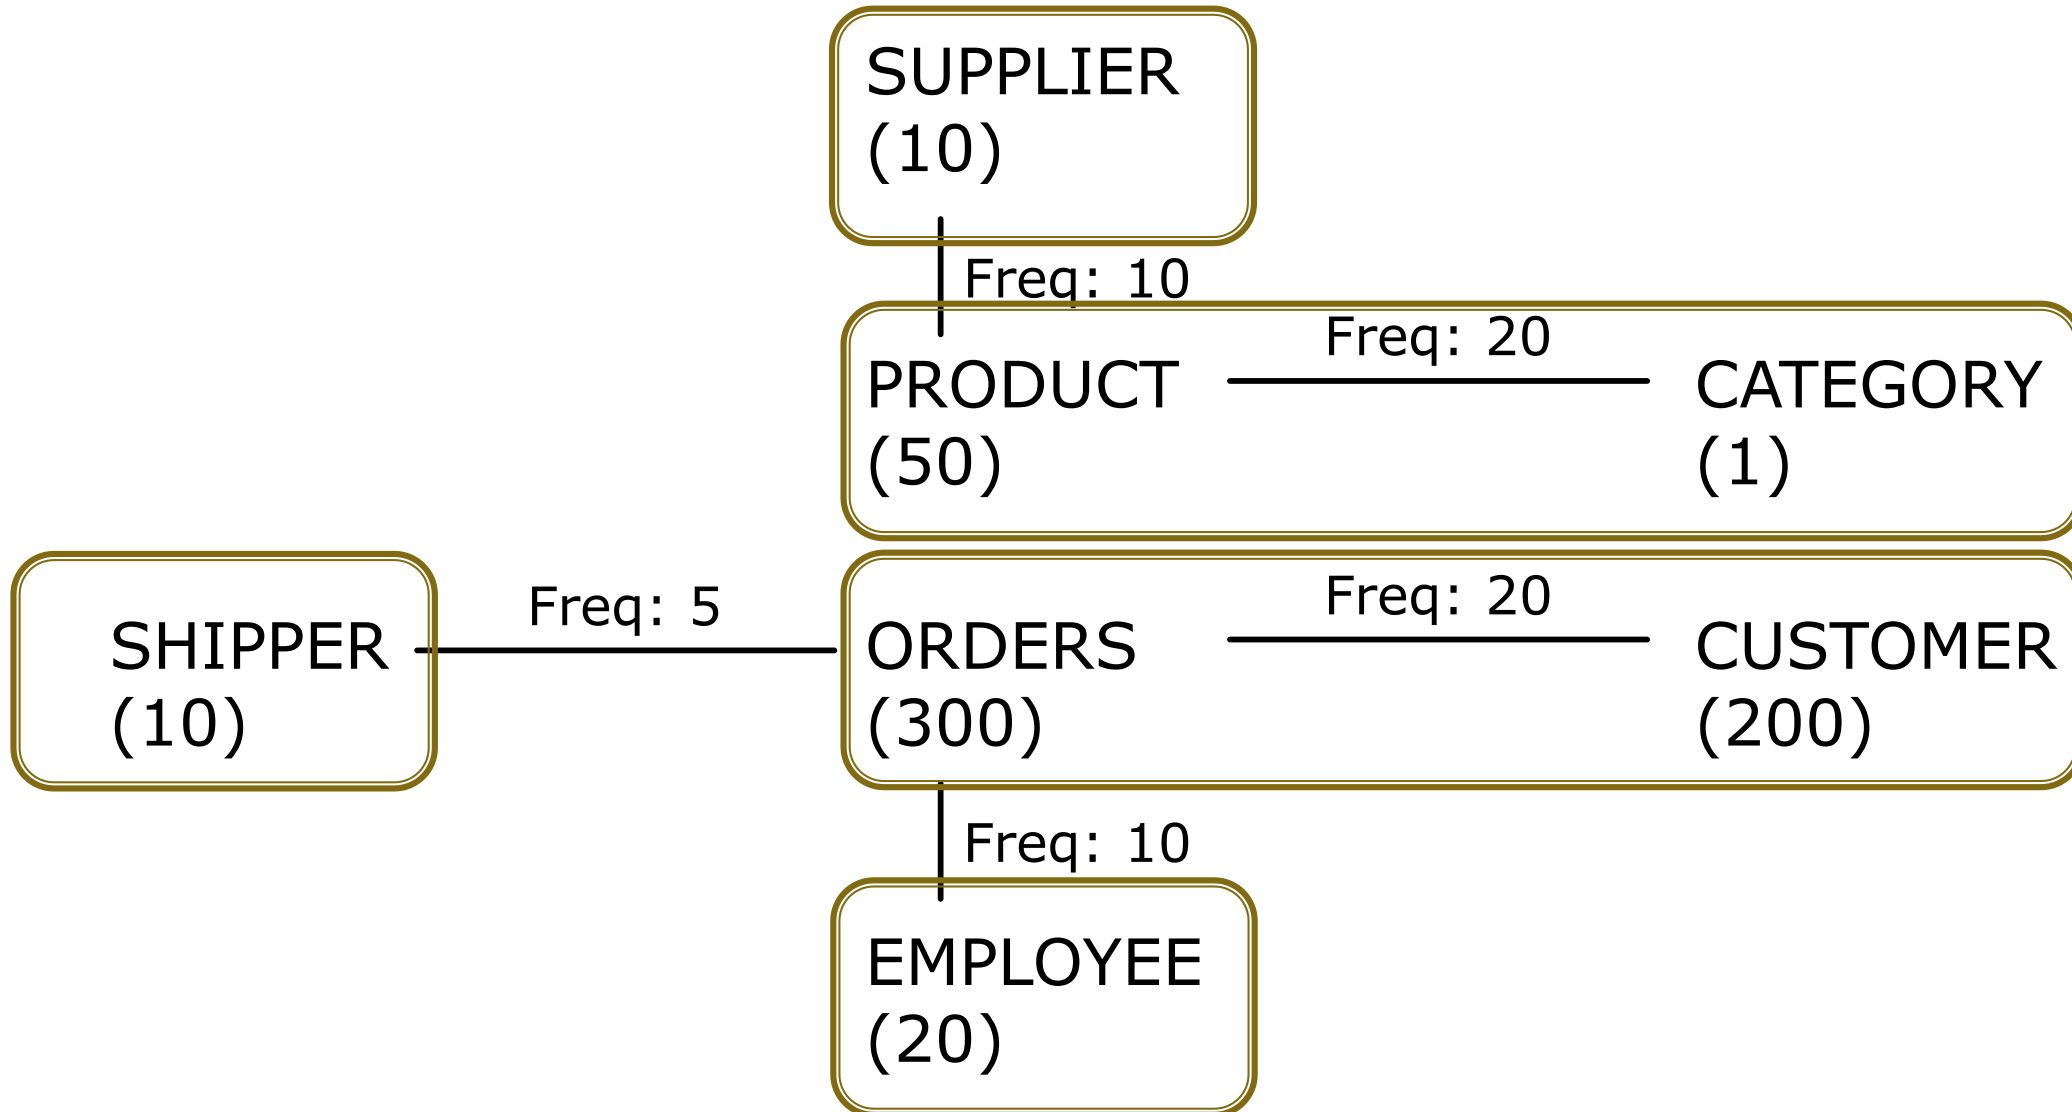 SUPPLIER
(10)
Freq: 10
Freq: 20
PRODUCT
(50)
CATEGORY
(1)
Freq: 5
Freq: 20
SHIPPER
(10)
ORDERS
(300)
CUSTOMER
(200)
Freq: 10
EMPLOYEE
(20)